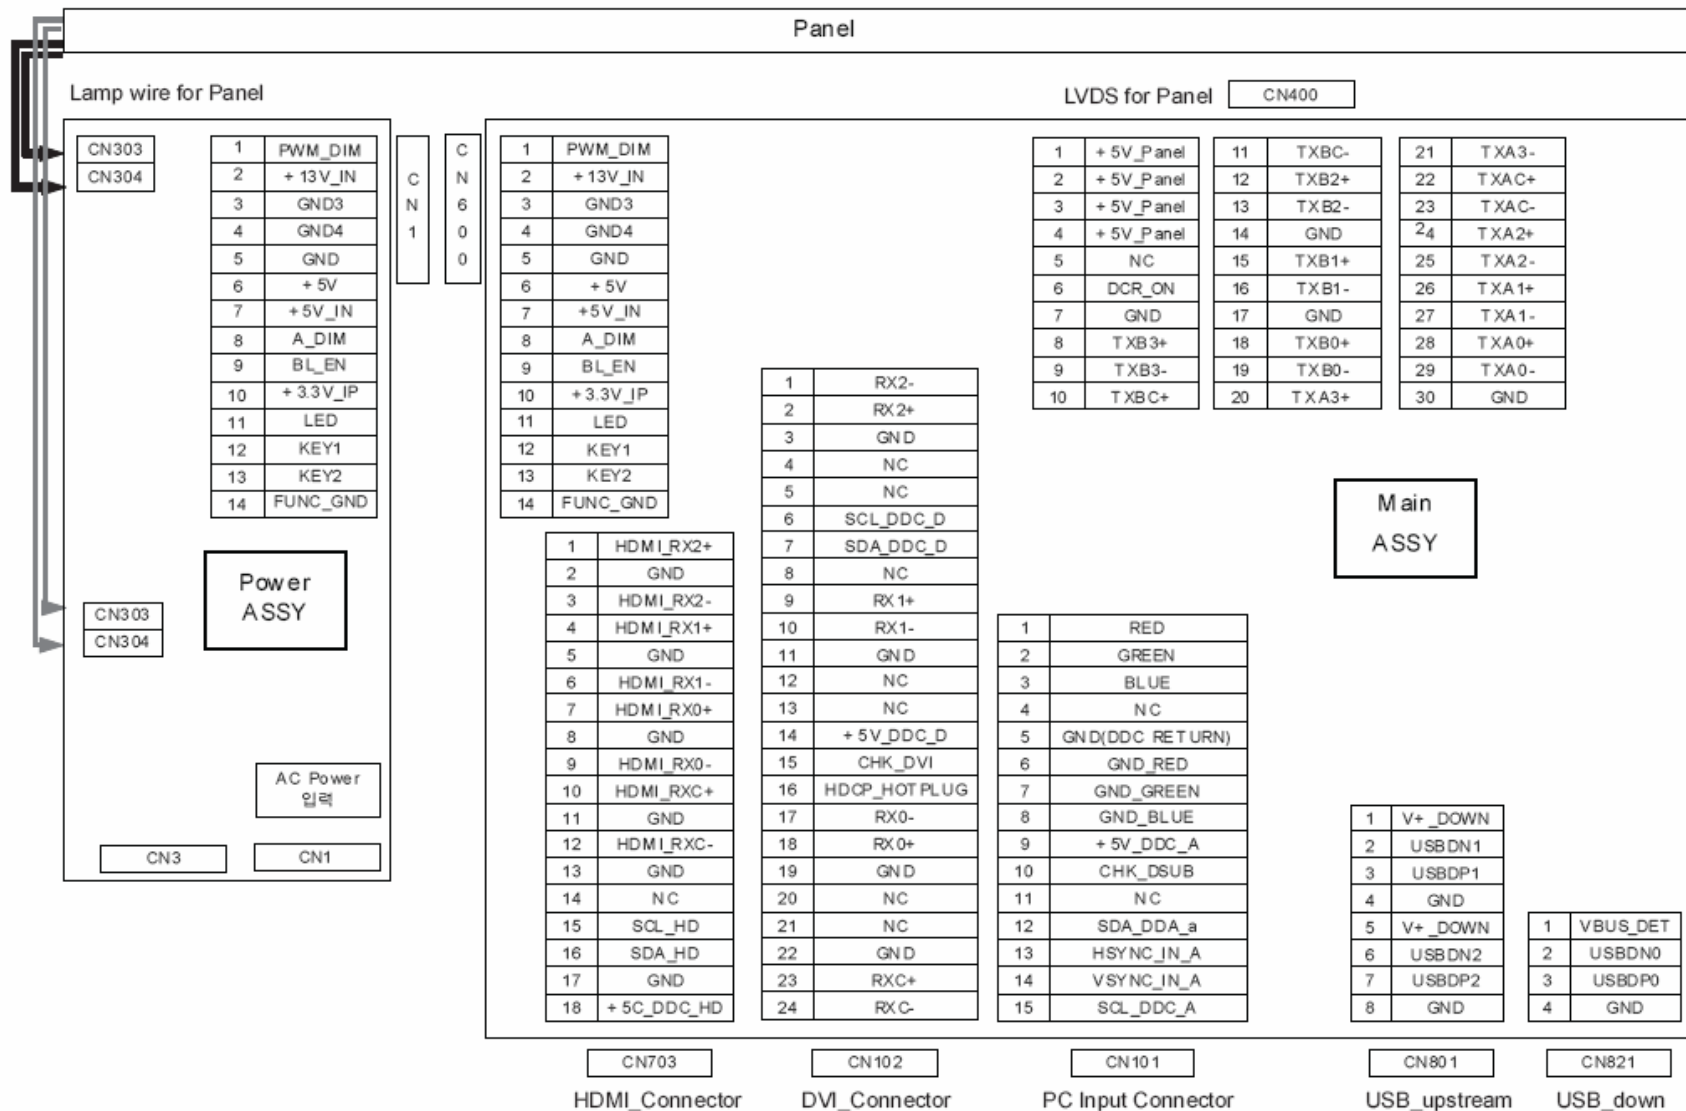 Panel
Lamp wire for Panel
LVDS for Panel CN400
CN303
CN304
1 PWM_DIM
2 +13V_IN
3 GND3
4 GND4
5 GND
6 +5V
7 +5V_IN
8 A_DIM
9 BL_EN
10 +3.3V_IP
11 LED
12 KEY1
13 KEY2
14 FUNC_GND
CN1
CN600
1 PWM_DIM
2 +13V_IN
3 GND3
4 GND4
5 GND
6 +5V
7 +5V_IN
8 A_DIM
9 BL_EN
10 +3.3V_IP
11 LED
12 KEY1
13 KEY2
14 FUNC_GND
1 +5V_Panel
2 +5V_Panel
3 +5V_Panel
4 +5V_Panel
5 NC
6 DCR_ON
7 GND
8 TXB3+
9 TXB3-
10 TXBC+
11 TXBC-
12 TXB2+
13 TXB2-
14 GND
15 TXB1+
16 TXB1-
17 GND
18 TXB0+
19 TXB0-
20 TXA3+
21 TXA3-
22 TXAC+
23 TXAC-
24 TXA2+
25 TXA2-
26 TXA1+
27 TXA1-
28 TXA0+
29 TXA0-
30 GND
Power
ASSY
CN303
CN304
AC Power
입력
CN3
CN1
Main
ASSY
1 HDMI_RX2+
2 GND
3 HDMI_RX2-
4 HDMI_RX1+
5 GND
6 HDMI_RX1-
7 HDMI_RX0+
8 GND
9 HDMI_RX0-
10 HDMI_RXC+
11 GND
12 HDMI_RXC-
13 GND
14 NC
15 SCL_HD
16 SDA_HD
17 GND
18 +5C_DDC_HD
CN703
HDMI_Connector
1 RX2-
2 RX2+
3 GND
4 NC
5 NC
6 SCL_DDC_D
7 SDA_DDC_D
8 NC
9 RX1+
10 RX1-
11 GND
12 NC
13 NC
14 +5V_DDC_D
15 CHK_DVI
16 HDCP_HOTPLUG
17 RX0-
18 RX0+
19 GND
20 NC
21 NC
22 GND
23 RXC+
24 RXC-
CN102
DVI_Connector
1 RED
2 GREEN
3 BLUE
4 NC
5 GND(DDC RETURN)
6 GND_RED
7 GND_GREEN
8 GND_BLUE
9 +5V_DDC_A
10 CHK_DSUB
11 NC
12 SDA_DDA_a
13 HSYNC_IN_A
14 VSYNC_IN_A
15 SCL_DDC_A
CN101
PC Input Connector
1 V+_DOWN
2 USBDN1
3 USBDP1
4 GND
5 V+_DOWN
6 USBDN2
7 USBDP2
8 GND
CN801
USB_upstream
1 VBUS_DET
2 USBDN0
3 USBDP0
4 GND
CN821
USB_down